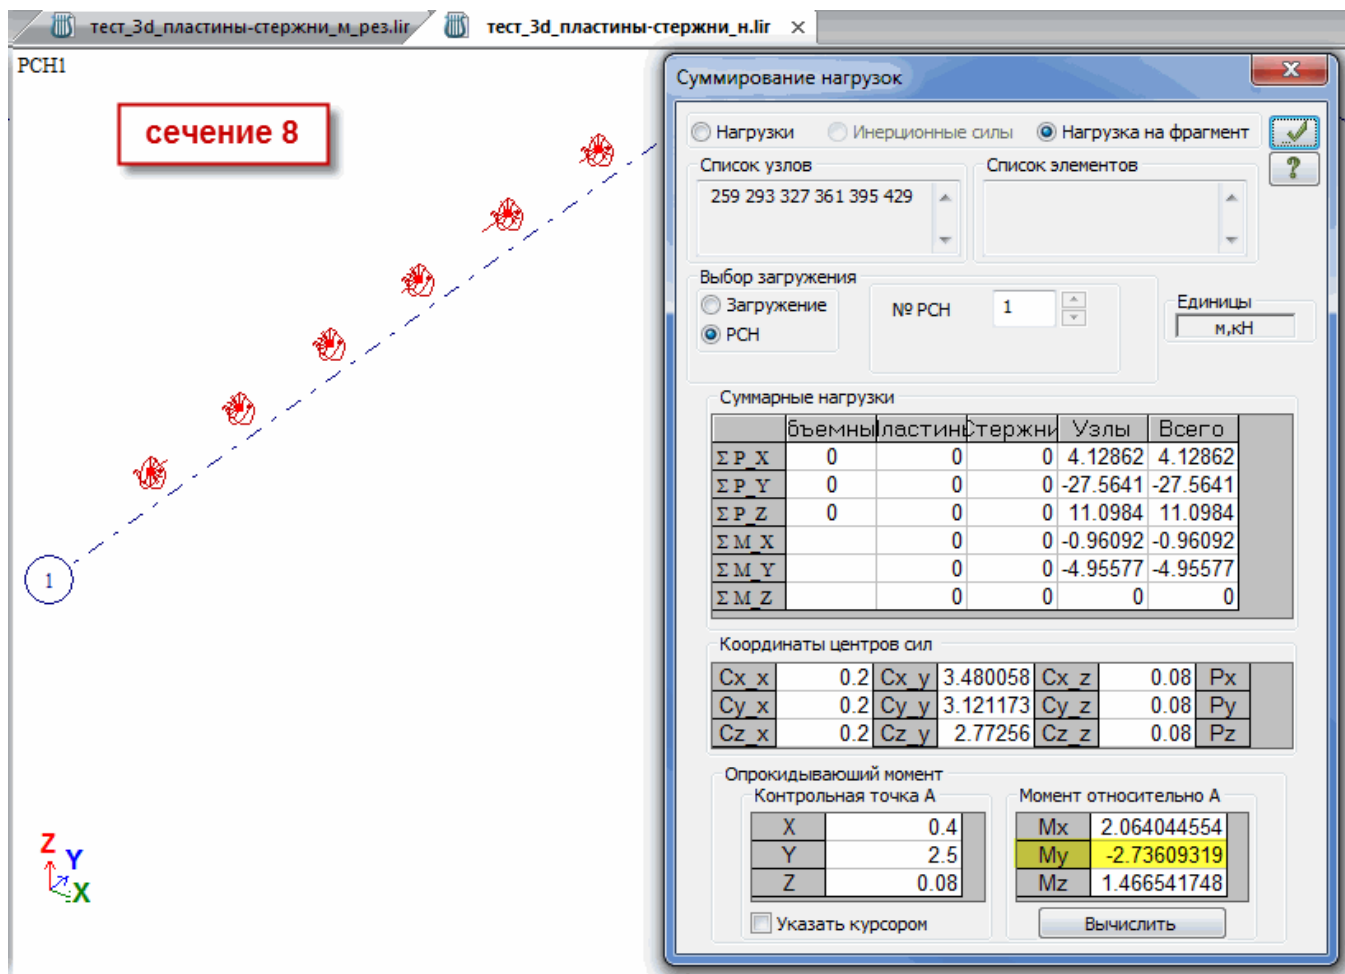 тест_3d_пластины-стержни_м_рез.lir тест_3d_пластины-стержни_н.lir
РСН1
сечение 8
1
Z
Y
X
Суммирование нагрузок
Нагрузки Инерционные силы Нагрузка на фрагмент
Список узлов Список элементов
259 293 327 361 395 429
Выбор загружения
Загружение
РСН
№ РСН 1
Единицы
м,кН
Суммарные нагрузки
бъемны ластин Стержни Узлы Всего
Σ P_X 0 0 0 4.12862 4.12862
Σ P_Y 0 0 0 -27.5641 -27.5641
Σ P_Z 0 0 0 11.0984 11.0984
Σ M_X 0 0 -0.96092 -0.96092
Σ M_Y 0 0 -4.95577 -4.95577
Σ M_Z 0 0 0 0
Координаты центров сил
Cx_x 0.2 Cx_y 3.480058 Cx_z 0.08 Px
Cy_x 0.2 Cy_y 3.121173 Cy_z 0.08 Py
Cz_x 0.2 Cz_y 2.77256 Cz_z 0.08 Pz
Опрокидывающий момент
Контрольная точка А Момент относительно А
X 0.4 Mx 2.064044554
Y 2.5 My -2.73609319
Z 0.08 Mz 1.466541748
Указать курсором Вычислить